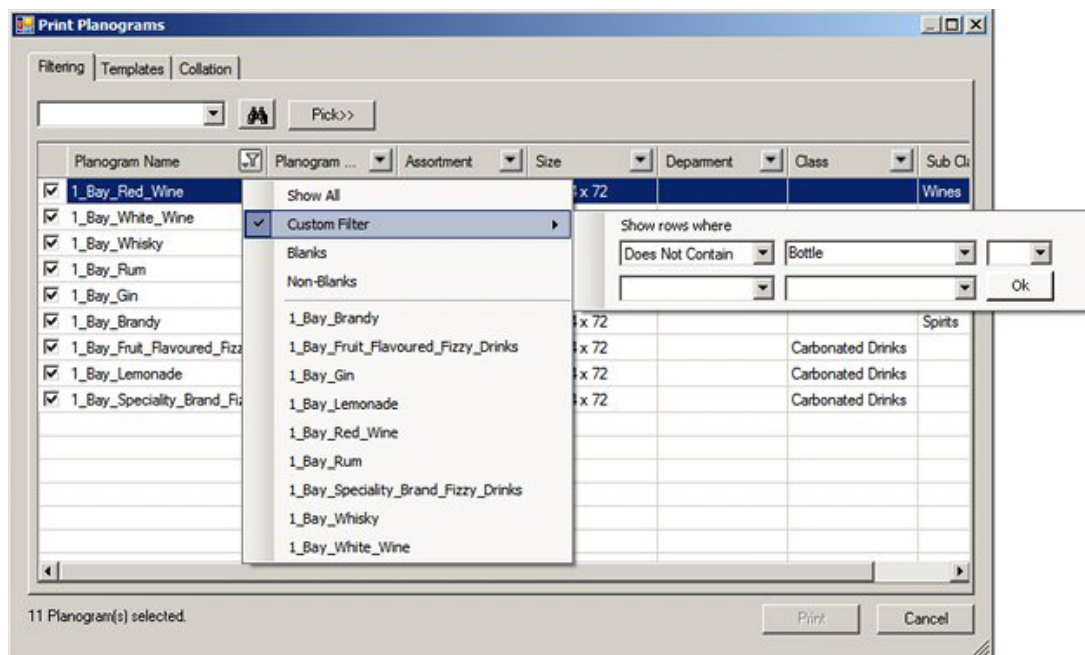 Print Planograms
Filtering Templates Collation
Pick>>
Planogram Name Planogram ... Assortment Size Deparment Class Sub Cl
1_Bay_Red_Wine x 72 Wines
1_Bay_White_Wine
1_Bay_Whisky
1_Bay_Rum
1_Bay_Gin
1_Bay_Brandy x 72 Spirits
1_Bay_Fruit_Flavoured_Fizz x 72 Carbonated Drinks
1_Bay_Lemonade x 72 Carbonated Drinks
1_Bay_Speciality_Brand_Fiz x 72 Carbonated Drinks
Show All
Custom Filter
Blanks
Non-Blanks
1_Bay_Brandy
1_Bay_Fruit_Flavoured_Fizzy_Drinks
1_Bay_Gin
1_Bay_Lemonade
1_Bay_Red_Wine
1_Bay_Rum
1_Bay_Speciality_Brand_Fizzy_Drinks
1_Bay_Whisky
1_Bay_White_Wine
Show rows where
Does Not Contain Bottle
Ok
11 Planogram(s) selected.
Print Cancel